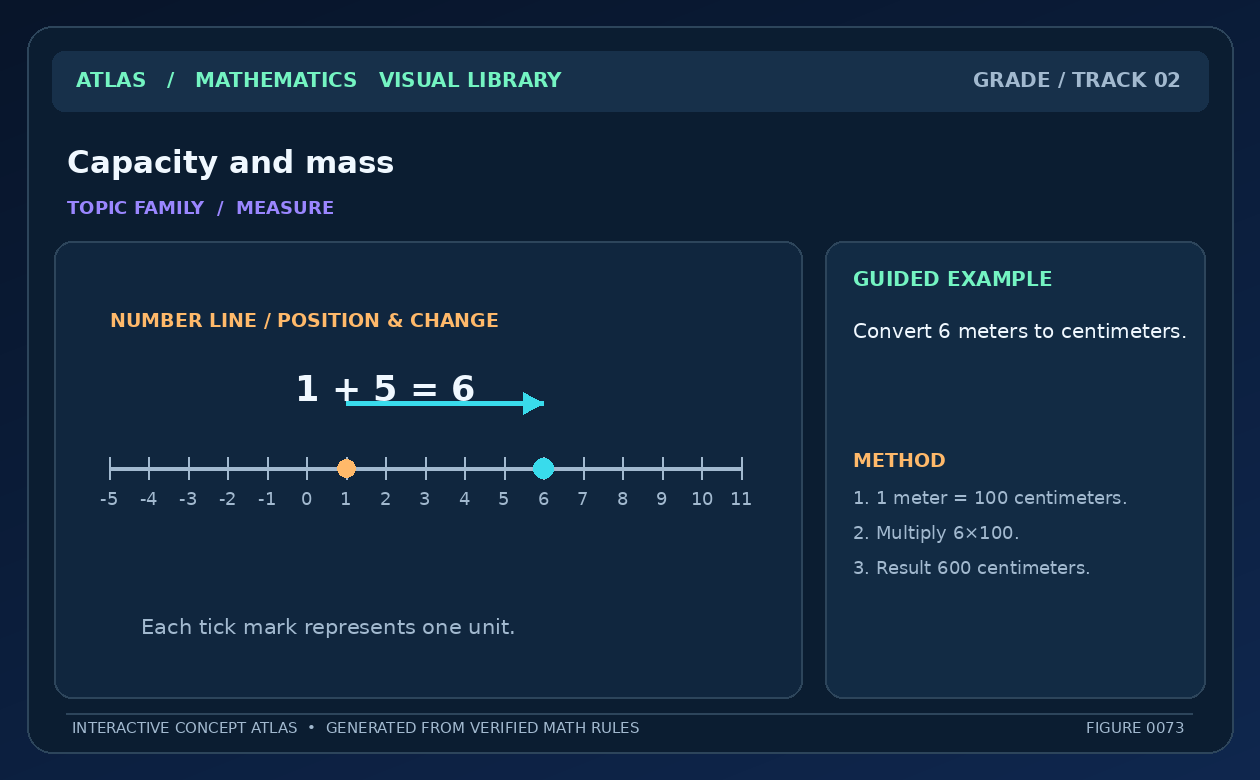 ATLAS / MATHEMATICS VISUAL LIBRARY
GRADE / TRACK 02
Capacity and mass
TOPIC FAMILY / MEASURE
NUMBER LINE / POSITION & CHANGE
1 + 5 = 6
-5 -4 -3 -2 -1 0 1 2 3 4 5 6 7 8 9 10 11
Each tick mark represents one unit.
GUIDED EXAMPLE
Convert 6 meters to centimeters.
METHOD
1. 1 meter = 100 centimeters.
2. Multiply 6×100.
3. Result 600 centimeters.
INTERACTIVE CONCEPT ATLAS • GENERATED FROM VERIFIED MATH RULES
FIGURE 0073